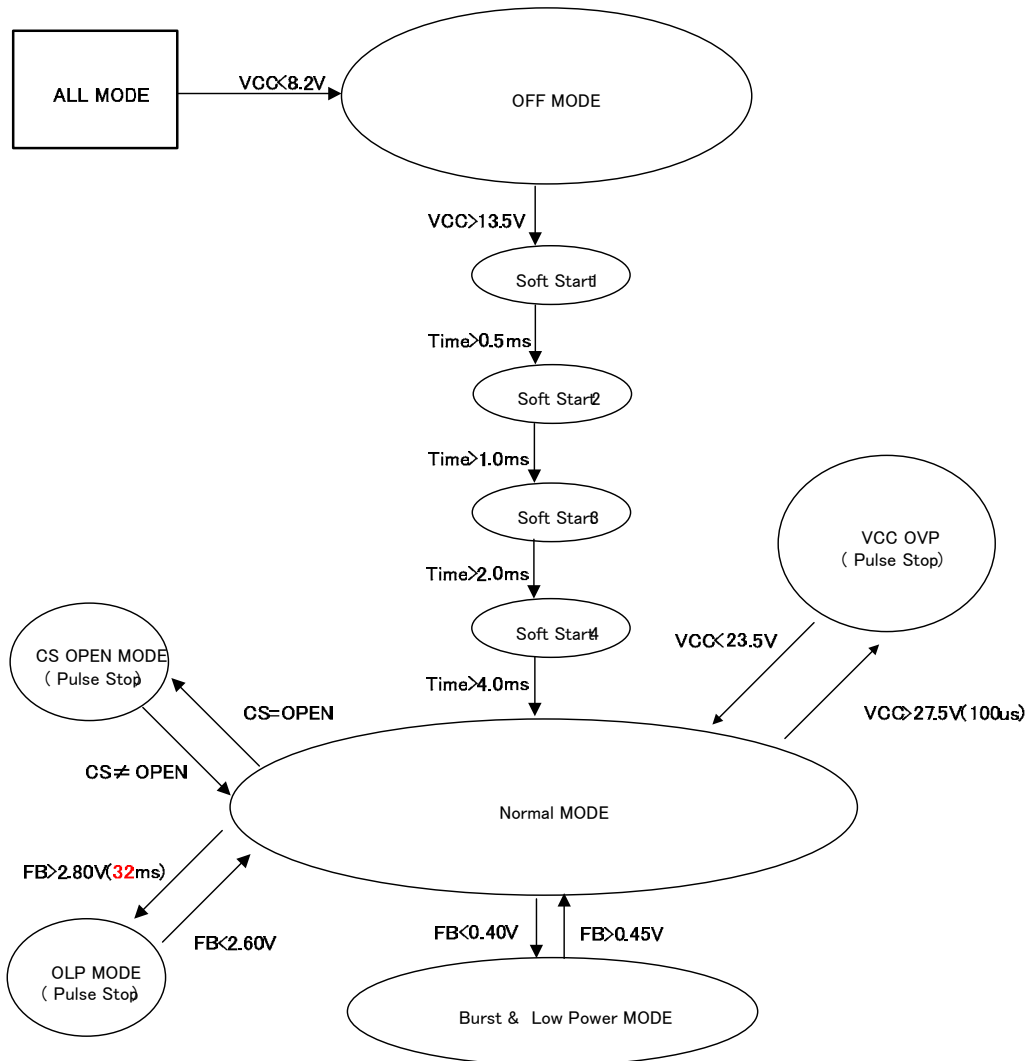 ALL MODE
VCC<8.2V
OFF MODE
VCC>13.5V
Soft Start1
Time>0.5ms
Soft Start2
Time>1.0ms
Soft Start3
Time>2.0ms
Soft Start4
Time>4.0ms
VCC OVP
( Pulse Stop)
VCC<23.5V
VCC>27.5V(100us)
CS OPEN MODE
( Pulse Stop)
CS=OPEN
CS≠ OPEN
Normal MODE
FB>2.80V(32ms)
FB<2.60V
OLP MODE
( Pulse Stop)
FB<0.40V
FB>0.45V
Burst & Low Power MODE